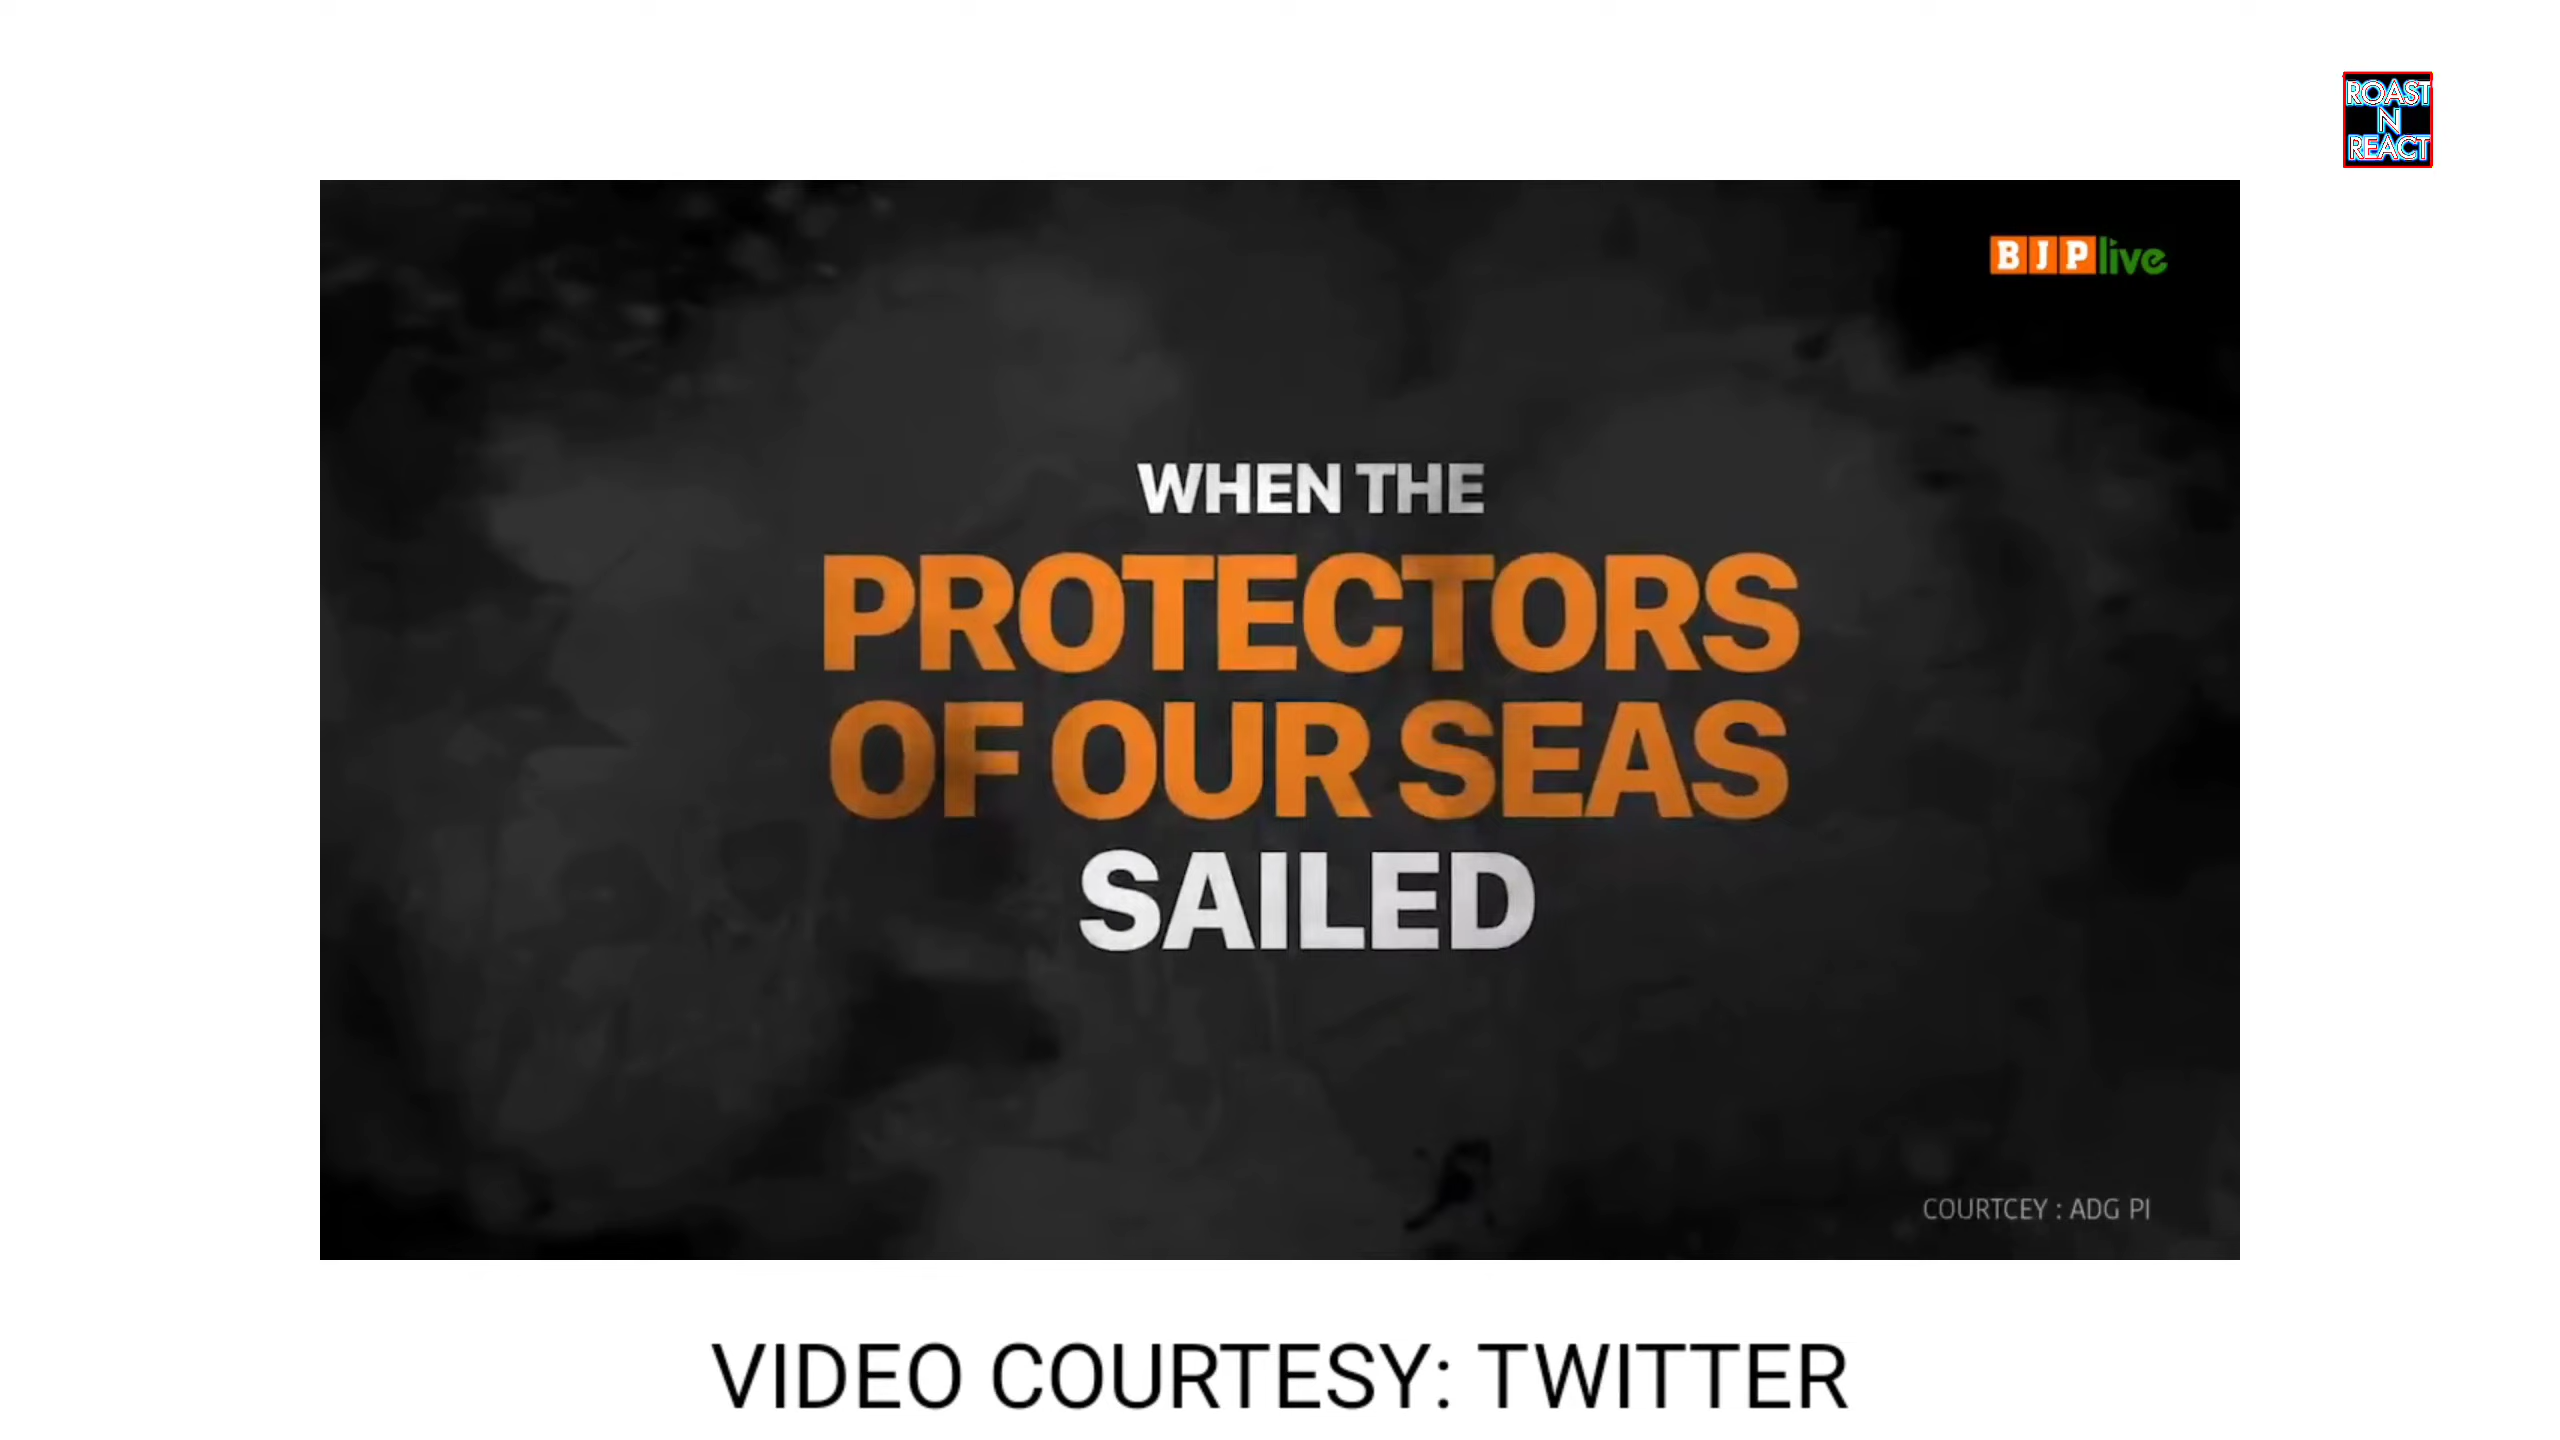 ROAST
N
REACT
BJP live
WHEN THE
PROTECTORS
OF OUR SEAS
SAILED
COURTCEY : ADG PI
VIDEO COURTESY: TWITTER